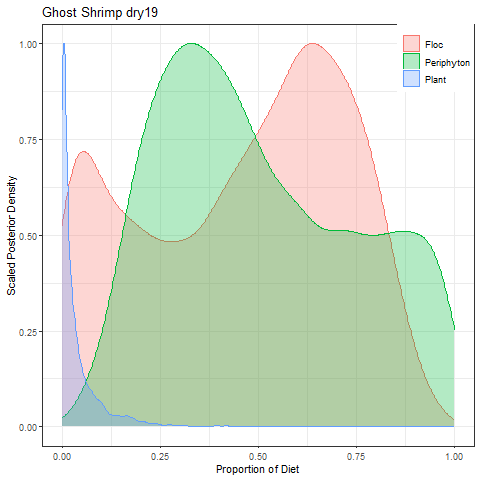 Ghost Shrimp dry19
Floc
Periphyton
Plant
1.00
0.75
0.50
0.25
0.00
Scaled Posterior Density
0.00 0.25 0.50 0.75 1.00
Proportion of Diet